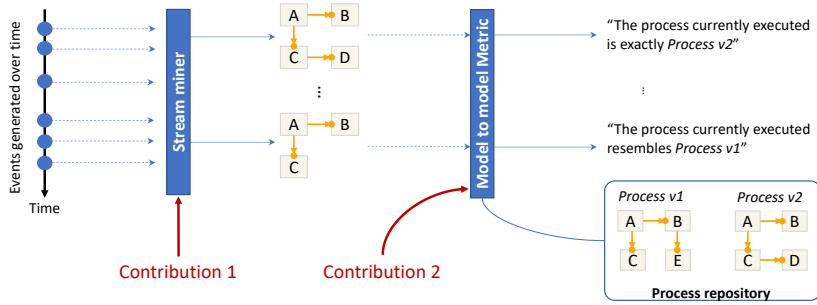 Events generated over time
Time
Stream miner
A B
C D
...
A B
C
Model to model Metric
“The process currently executed
is exactly Process v2”
...
“The process currently executed
resembles Process v1”
Contribution 1
Contribution 2
Process v1 Process v2
A B A B
C E C D
Process repository